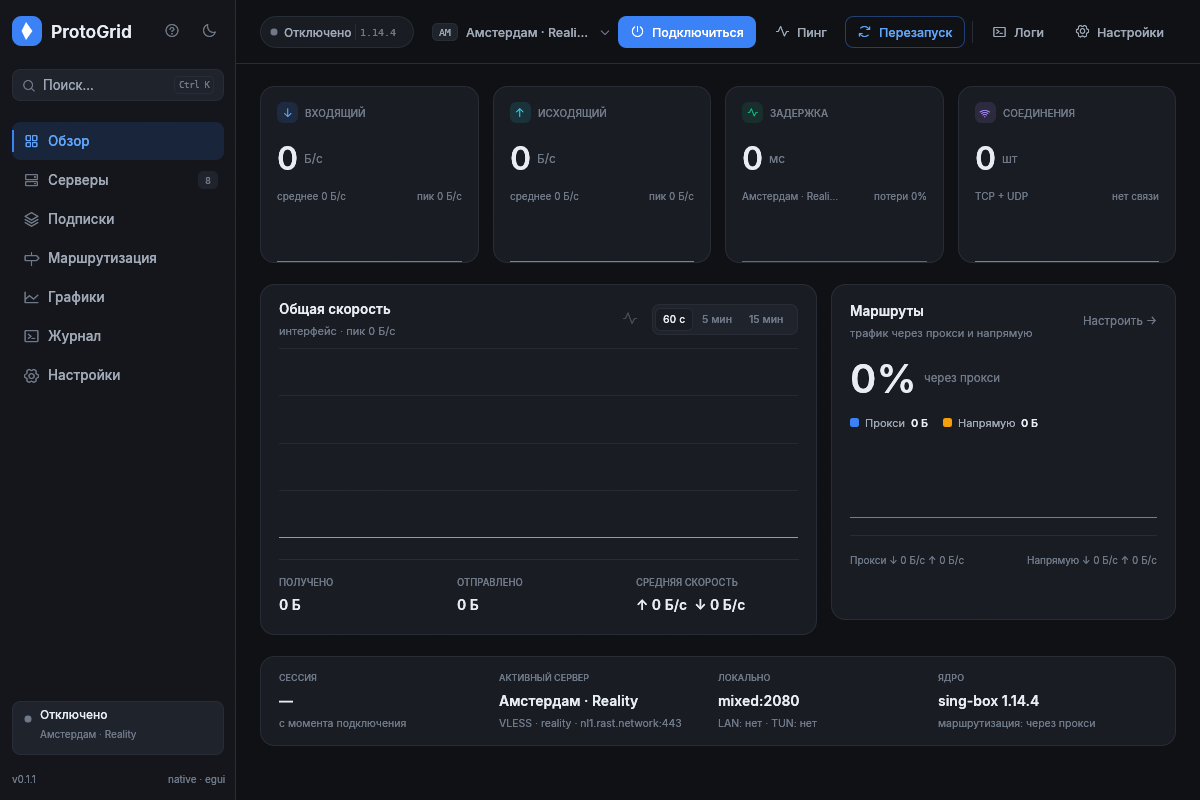 ProtoGrid
Поиск...
Ctrl K
Обзор
Серверы
8
Подписки
Маршрутизация
Графики
Журнал
Настройки
Отключено
Амстердам · Reality
v0.1.1
native · egui
Отключено 1.14.4
AM Амстердам · Reali...
Подключиться
Пинг
Перезапуск
Логи
Настройки
ВХОДЯЩИЙ
0 Б/с
среднее 0 Б/с
пик 0 Б/с
ИСХОДЯЩИЙ
0 Б/с
среднее 0 Б/с
пик 0 Б/с
ЗАДЕРЖКА
0 мс
Амстердам · Reali...
потери 0%
СОЕДИНЕНИЯ
0 шт
TCP + UDP
нет связи
Общая скорость
интерфейс · пик 0 Б/с
60 с
5 мин
15 мин
ПОЛУЧЕНО
0 Б
ОТПРАВЛЕНО
0 Б
СРЕДНЯЯ СКОРОСТЬ
↑ 0 Б/с ↓ 0 Б/с
Маршруты
трафик через прокси и напрямую
Настроить →
0% через прокси
Прокси 0 Б
Напрямую 0 Б
Прокси ↓ 0 Б/с ↑ 0 Б/с
Напрямую ↓ 0 Б/с ↑ 0 Б/с
СЕССИЯ
—
с момента подключения
АКТИВНЫЙ СЕРВЕР
Амстердам · Reality
VLESS · reality · nl1.rast.network:443
ЛОКАЛЬНО
mixed:2080
LAN: нет · TUN: нет
ЯДРО
sing-box 1.14.4
маршрутизация: через прокси